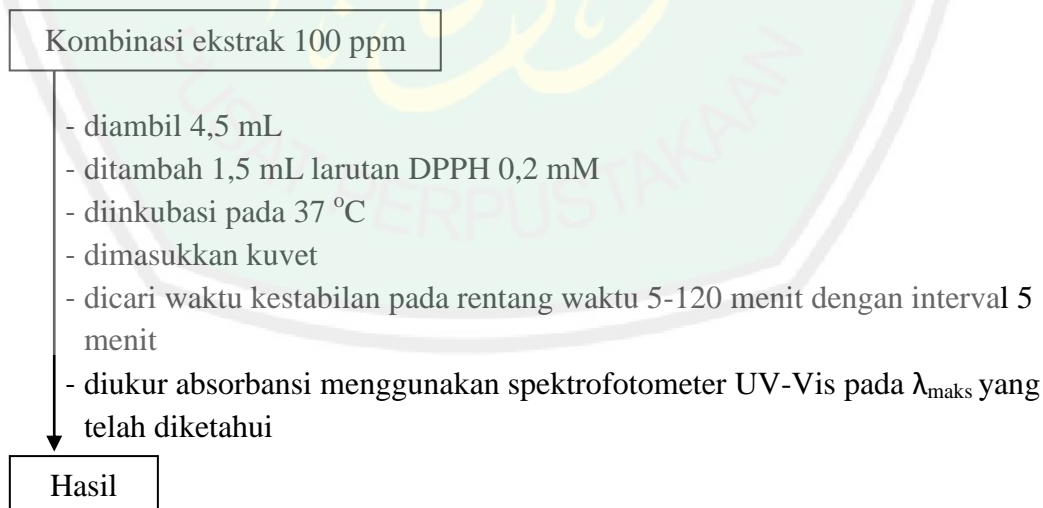 Kombinasi ekstrak 100 ppm
- diambil 4,5 mL
- ditambah 1,5 mL larutan DPPH 0,2 mM
- diinkubasi pada 37 °C
- dimasukkan kuvet
- dicari waktu kestabilan pada rentang waktu 5-120 menit dengan interval 5
menit
- diukur absorbansi menggunakan spektrofotometer UV-Vis pada λmaks yang
telah diketahui
Hasil
PUSAT PERPUSTAKAAN